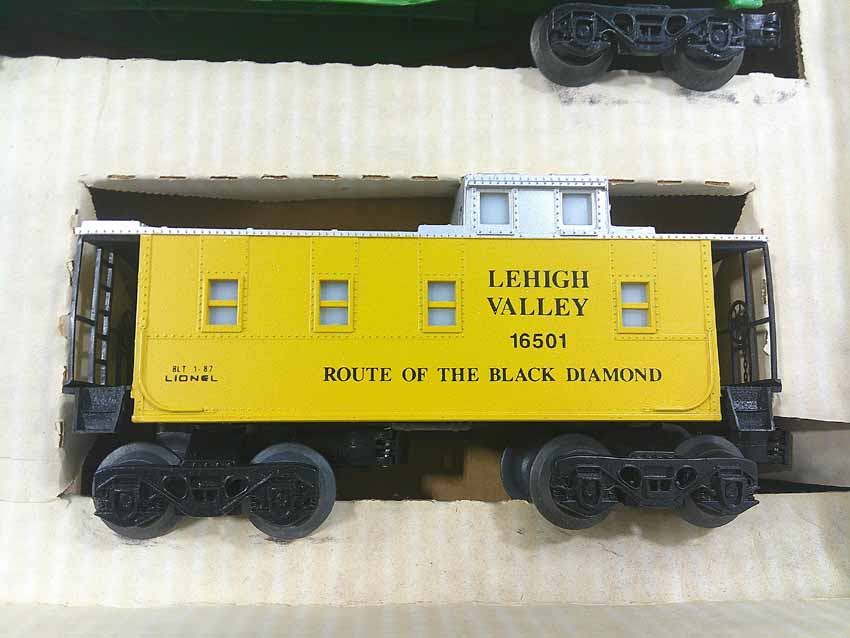 LEHIGH
VALLEY
16501
BLT 1-87
LIONEL
ROUTE OF THE BLACK DIAMOND